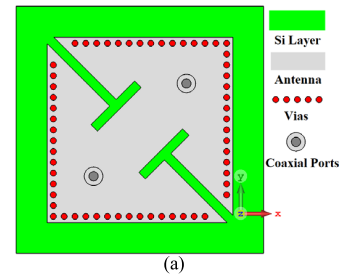 Si Layer
Antenna
Vias
Coaxial Ports
y
z x
(a)